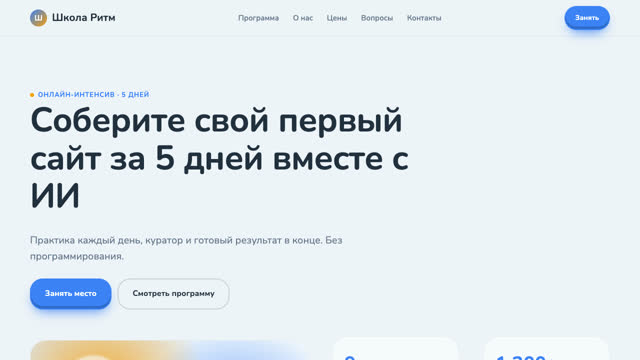 Ш Школа Ритм
Программа О нас Цены Вопросы Контакты
Занять
ОНЛАЙН-ИНТЕНСИВ · 5 ДНЕЙ
Соберите свой первый
сайт за 5 дней вместе с
ИИ
Практика каждый день, куратор и готовый результат в конце. Без
программирования.
Занять место
Смотреть программу